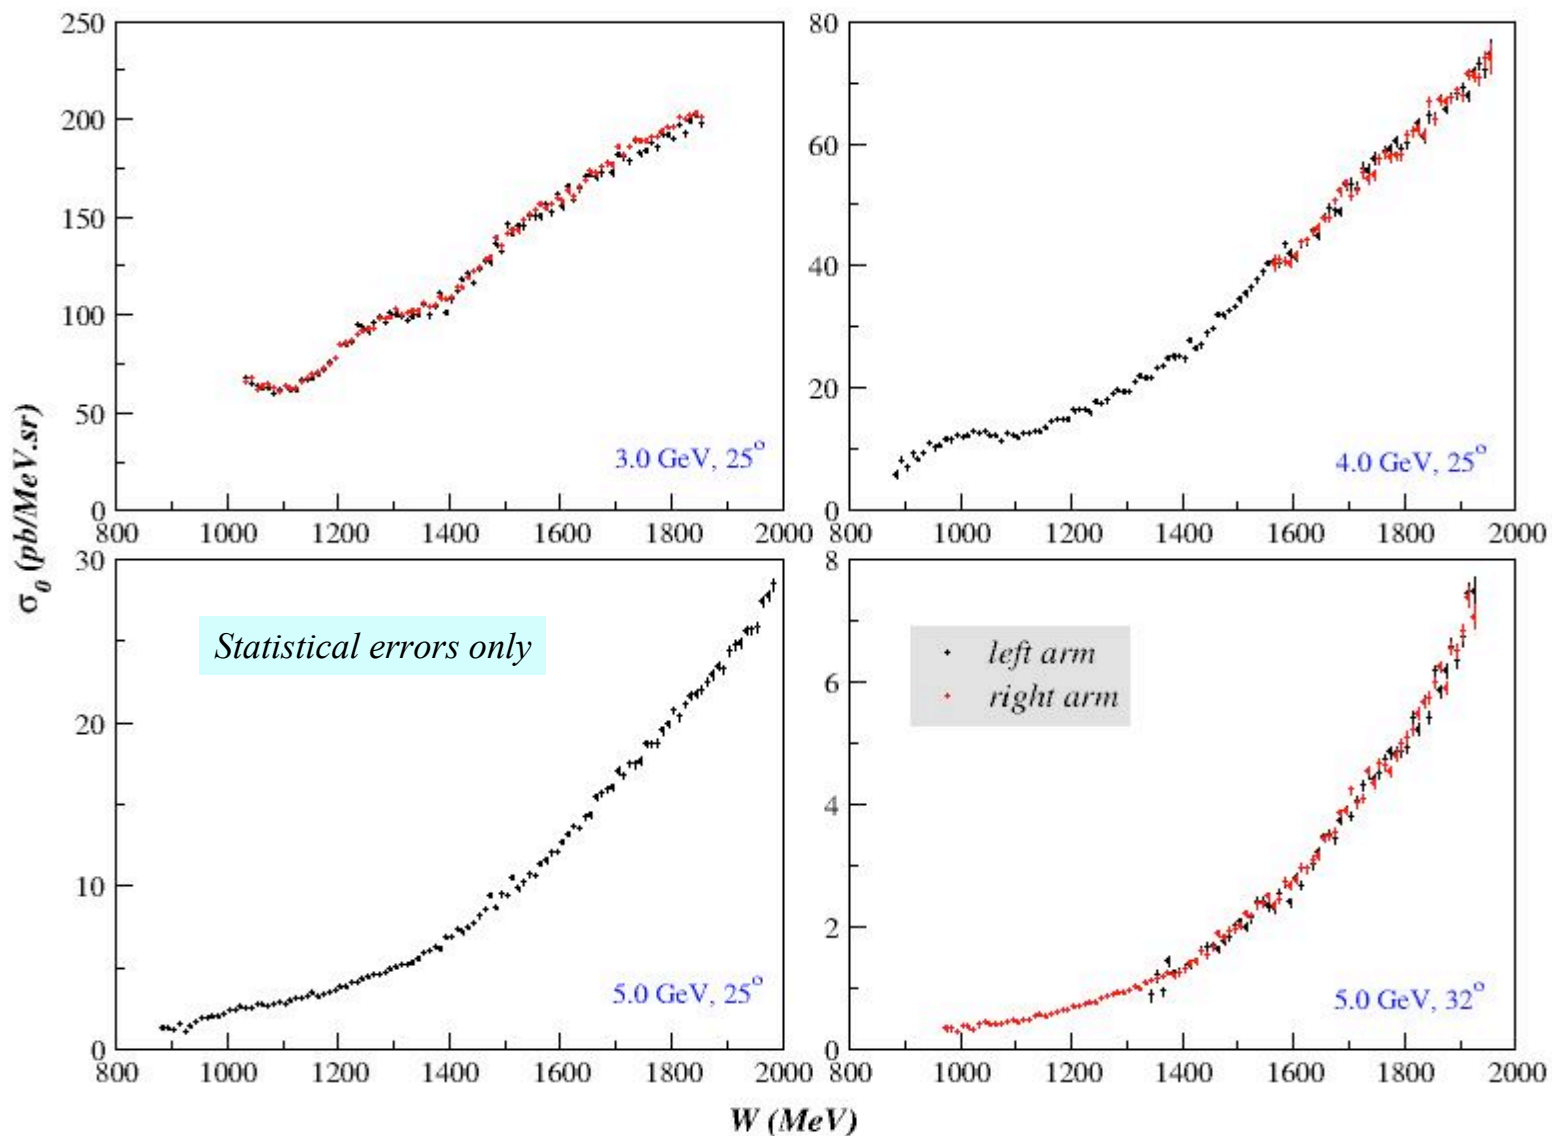 250
200
150
100
50
0
800 1000 1200 1400 1600 1800 2000
3.0 GeV, 25°
80
60
40
20
0
800 1000 1200 1400 1600 1800 2000
4.0 GeV, 25°
σ₀ (pb/MeV.sr)
30
20
10
0
800 1000 1200 1400 1600 1800 2000
Statistical errors only
5.0 GeV, 25°
8
6
4
2
0
800 1000 1200 1400 1600 1800 2000
left arm
right arm
5.0 GeV, 32°
W (MeV)